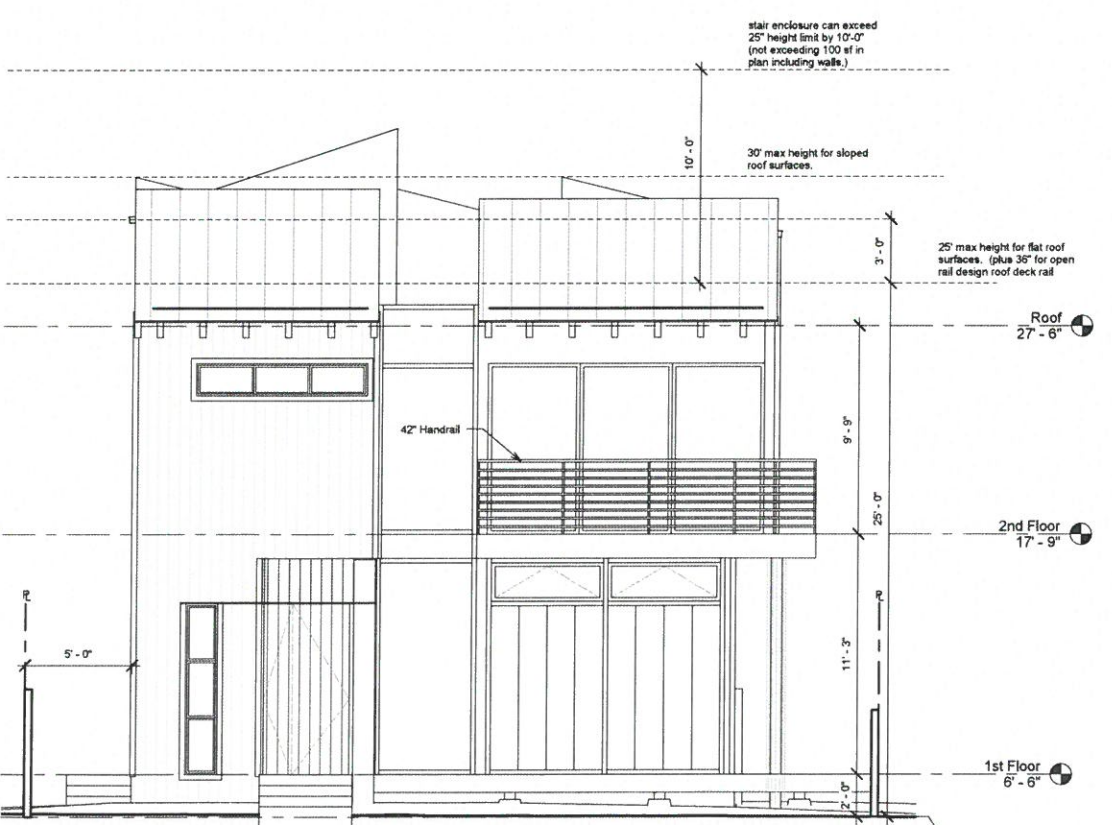 stair enclosure can exceed
25" height limit by 10'-0"
(not exceeding 100 sf in
plan including walls.)
10' - 0"
30' max height for sloped
roof surfaces.
3' - 0"
25' max height for flat roof
surfaces. (plus 36" for open
rail design roof deck rail
Roof
27' - 6"
42" Handrail
9' - 9"
25' - 0"
2nd Floor
17' - 9"
PL
PL
5' - 0"
11' - 3"
1st Floor
6' - 6"
2' - 0"